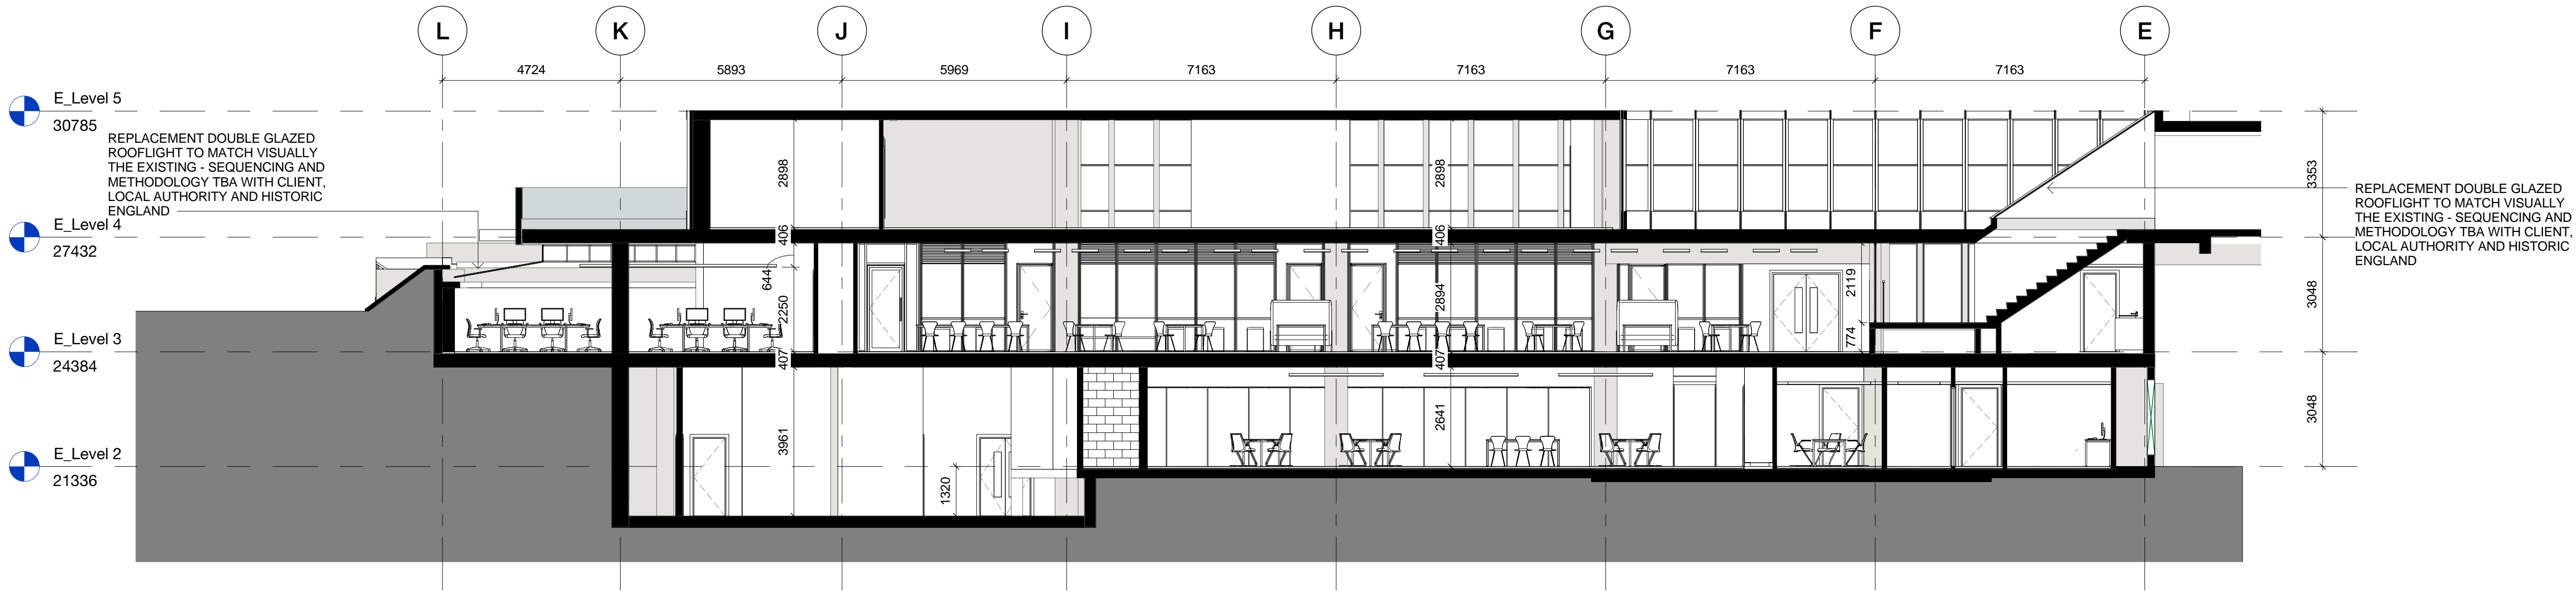 L K J I H G F E
4724 5893 5969 7163 7163 7163 7163
E_Level 5
30785
REPLACEMENT DOUBLE GLAZED
ROOFLIGHT TO MATCH VISUALLY
THE EXISTING - SEQUENCING AND
METHODOLOGY TBA WITH CLIENT,
LOCAL AUTHORITY AND HISTORIC
ENGLAND
E_Level 4
27432
E_Level 3
24384
E_Level 2
21336
2898
406
644
2250
407
3961
1320
2898
406
2894
407
2641
2119
774
3353
3048
3048
REPLACEMENT DOUBLE GLAZED
ROOFLIGHT TO MATCH VISUALLY
THE EXISTING - SEQUENCING AND
METHODOLOGY TBA WITH CLIENT,
LOCAL AUTHORITY AND HISTORIC
ENGLAND